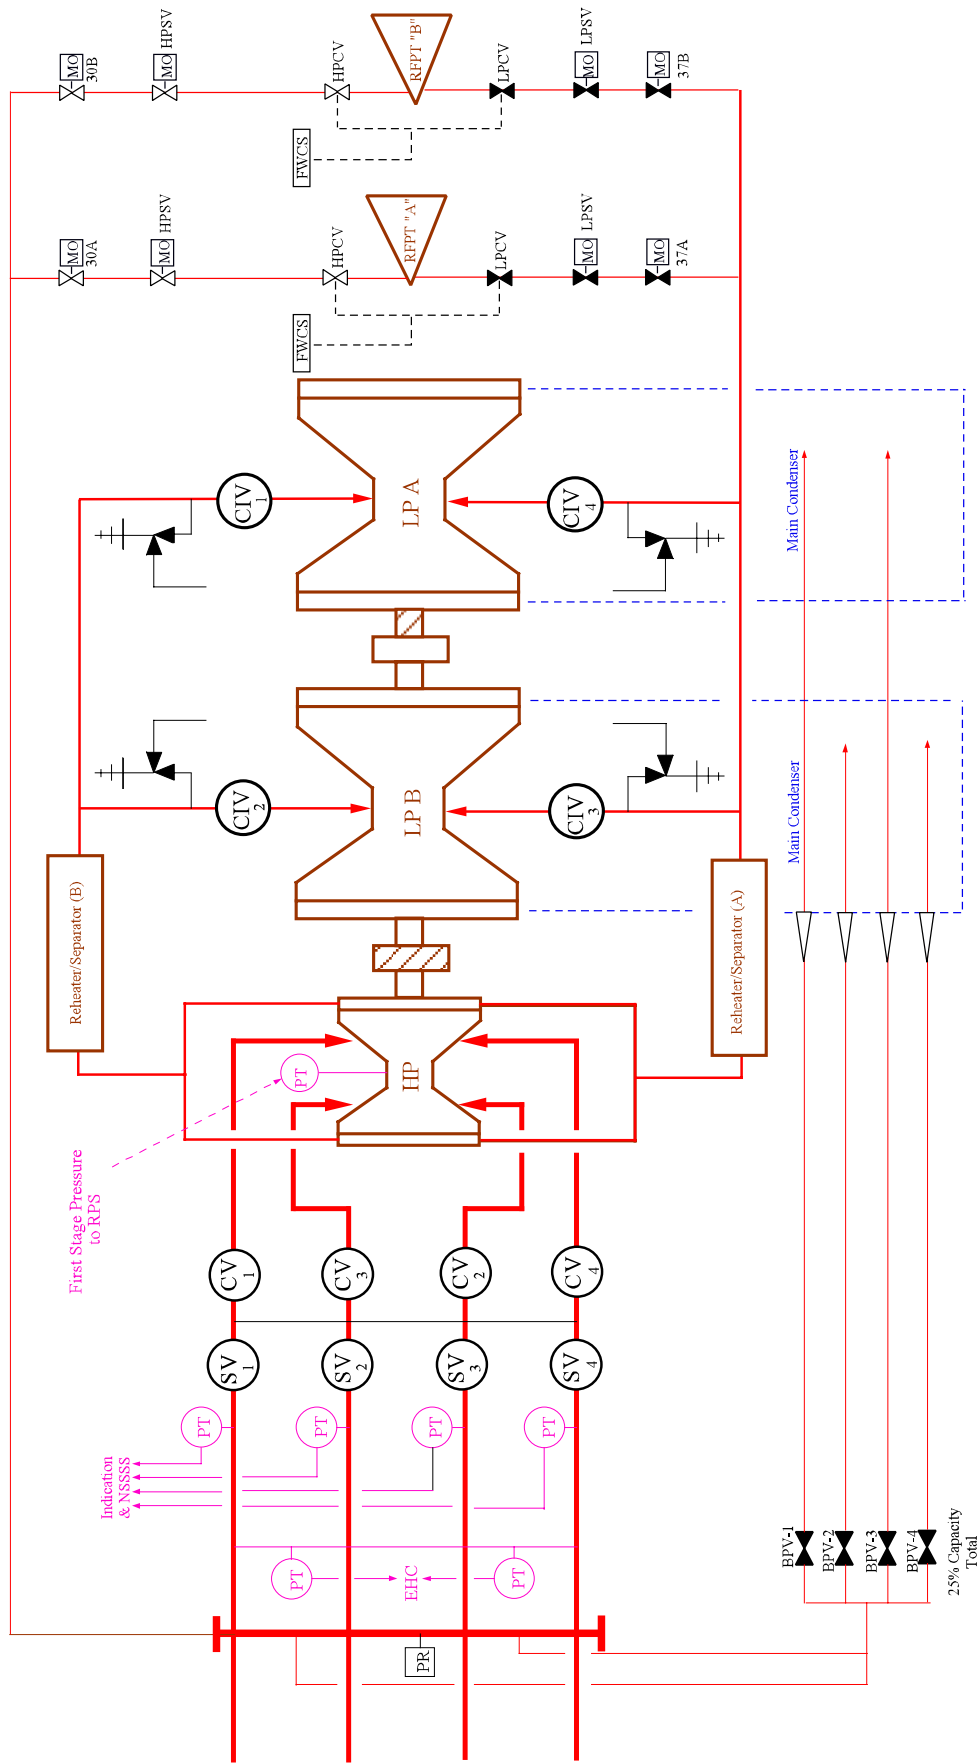 MO
30B
MO
HPSV
HPCV
RFPT "B"
LPCV
MO
LPSV
MO
37B
FWCS
MO
30A
MO
HPSV
HPCV
RFPT "A"
LPCV
MO
LPSV
MO
37A
FWCS
CIV
1
LP A
CIV
4
Main Condenser
CIV
2
LP B
CIV
3
Main Condenser
Reheater/Separator (B)
Reheater/Separator (A)
PT
HP
First Stage Pressure
to RPS
CV
1
CV
3
CV
2
CV
4
SV
1
SV
2
SV
3
SV
4
PT
PT
PT
PT
Indication
& NSSSS
PT
EHC
PT
PR
BPV-1
BPV-2
BPV-3
BPV-4
25% Capacity
Total